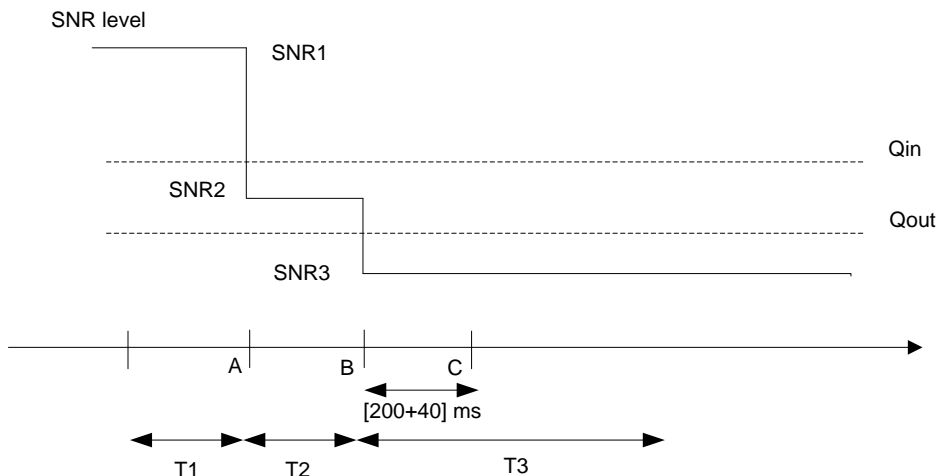 SNR level
SNR1
Qin
SNR2
Qout
SNR3
A
B
C
[200+40] ms
T1
T2
T3